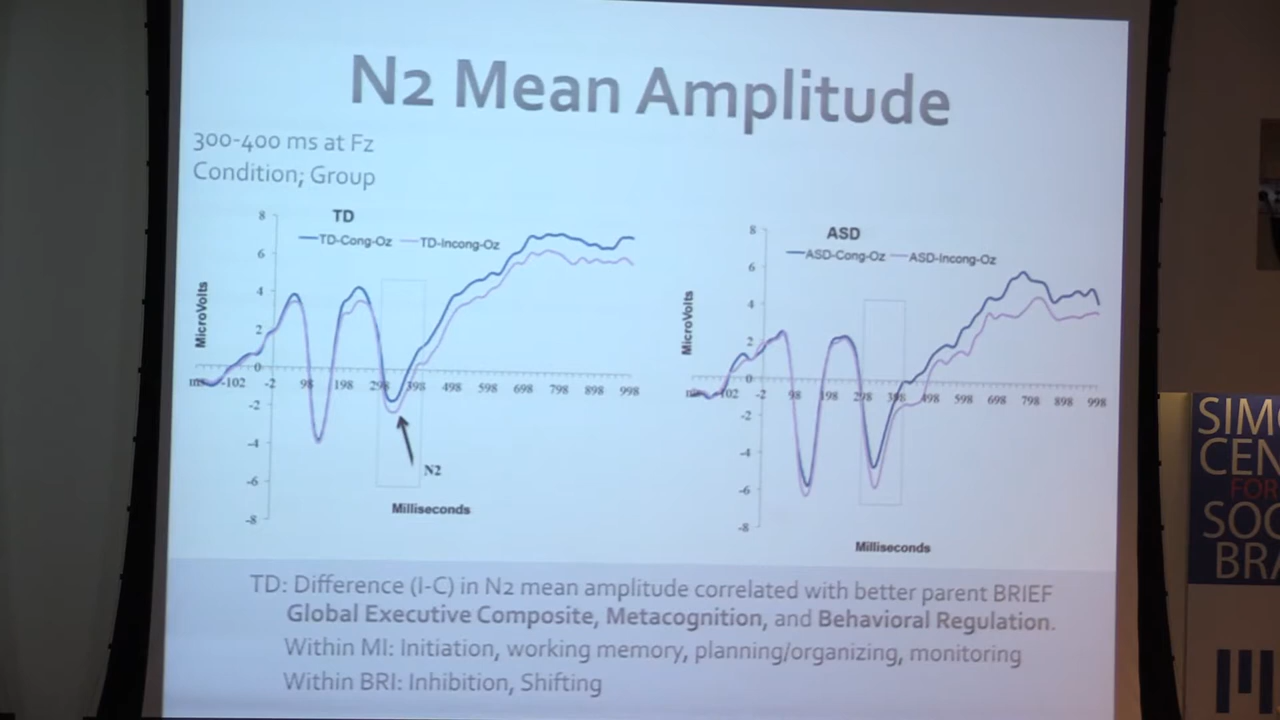 N2 Mean Amplitude
300-400 ms at Fz
Condition; Group
TD
TD-Cong-Oz TD-Incong-Oz
MicroVolts
8
6
4
2
0
-2
-4
-6
-8
-102 -2 98 198 298 398 498 598 698 798 898 998
N2
Milliseconds
ASD
ASD-Cong-Oz ASD-Incong-Oz
MicroVolts
8
6
4
2
0
-2
-4
-6
-8
-2 98 198 298 398 498 598 698 798 898 998
Milliseconds
TD: Difference (I-C) in N2 mean amplitude correlated with better parent BRIEF
Global Executive Composite, Metacognition, and Behavioral Regulation.
Within MI: Initiation, working memory, planning/organizing, monitoring
Within BRI: Inhibition, Shifting
SIM
CEN
FOR
SOC
BRA